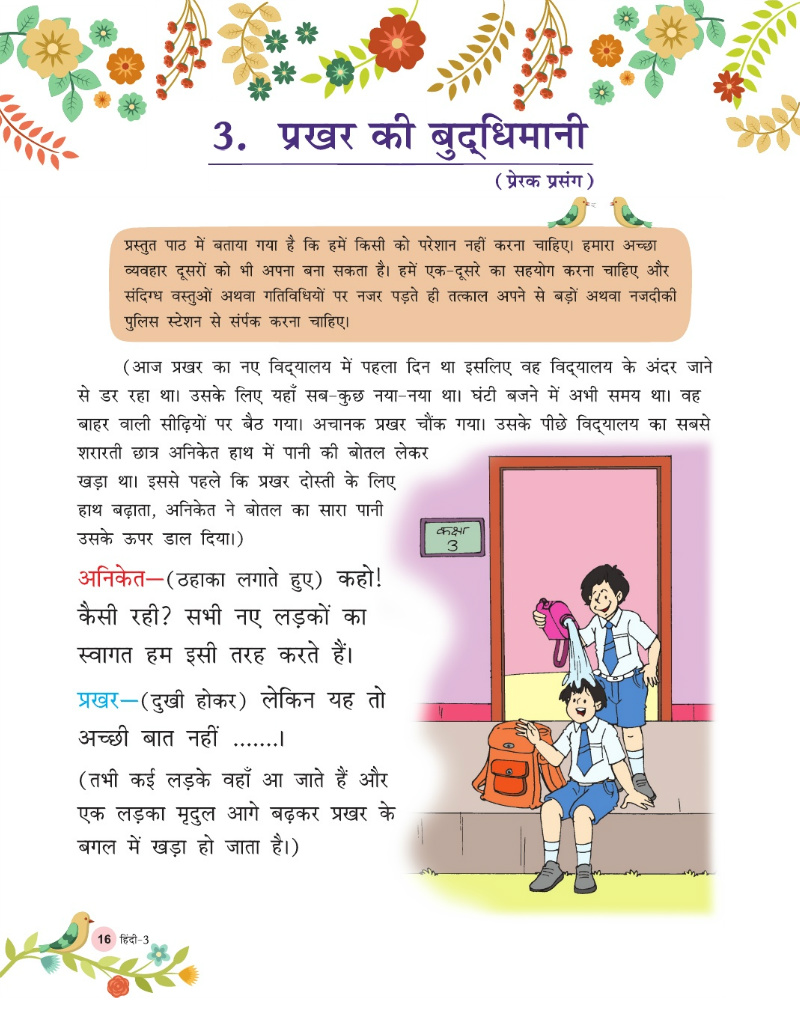 3. प्रखर की बुद्‌धिमानी
(प्रेरक प्रसंग)
प्रस्तुत पाठ में बताया गया है कि हमें किसी को परेशान नहीं करना चाहिए। हमारा अच्छा
व्यवहार दूसरों को भी अपना बना सकता है। हमें एक-दूसरे का सहयोग करना चाहिए और
संदिग्ध वस्तुओं अथवा गतिविधियों पर नजर पड़ते ही तत्काल अपने से बड़ों अथवा नजदीकी
पुलिस स्टेशन से संर्पक करना चाहिए।
(आज प्रखर का नए विद्‌यालय में पहला दिन था इसलिए वह विद्‌यालय के अंदर जाने
से डर रहा था। उसके लिए यहाँ सब-कुछ नया-नया था। घंटी बजने में अभी समय था। वह
बाहर वाली सीढ़ियों पर बैठ गया। अचानक प्रखर चौंक गया। उसके पीछे विद्‌यालय का सबसे
शरारती छात्र अनिकेत हाथ में पानी की बोतल लेकर
खड़ा था। इससे पहले कि प्रखर दोस्ती के लिए
हाथ बढ़ाता, अनिकेत ने बोतल का सारा पानी
उसके ऊपर डाल दिया।)
अनिकेत—(ठहाका लगाते हुए) कहो!
कैसी रही? सभी नए लड़कों का
स्वागत हम इसी तरह करते हैं।
प्रखर—(दुखी होकर) लेकिन यह तो
अच्छी बात नहीं .......।
(तभी कई लड़के वहाँ आ जाते हैं और
एक लड़का मृदुल आगे बढ़कर प्रखर के
बगल में खड़ा हो जाता है।)
कक्षा
3
16 हिंदी-3